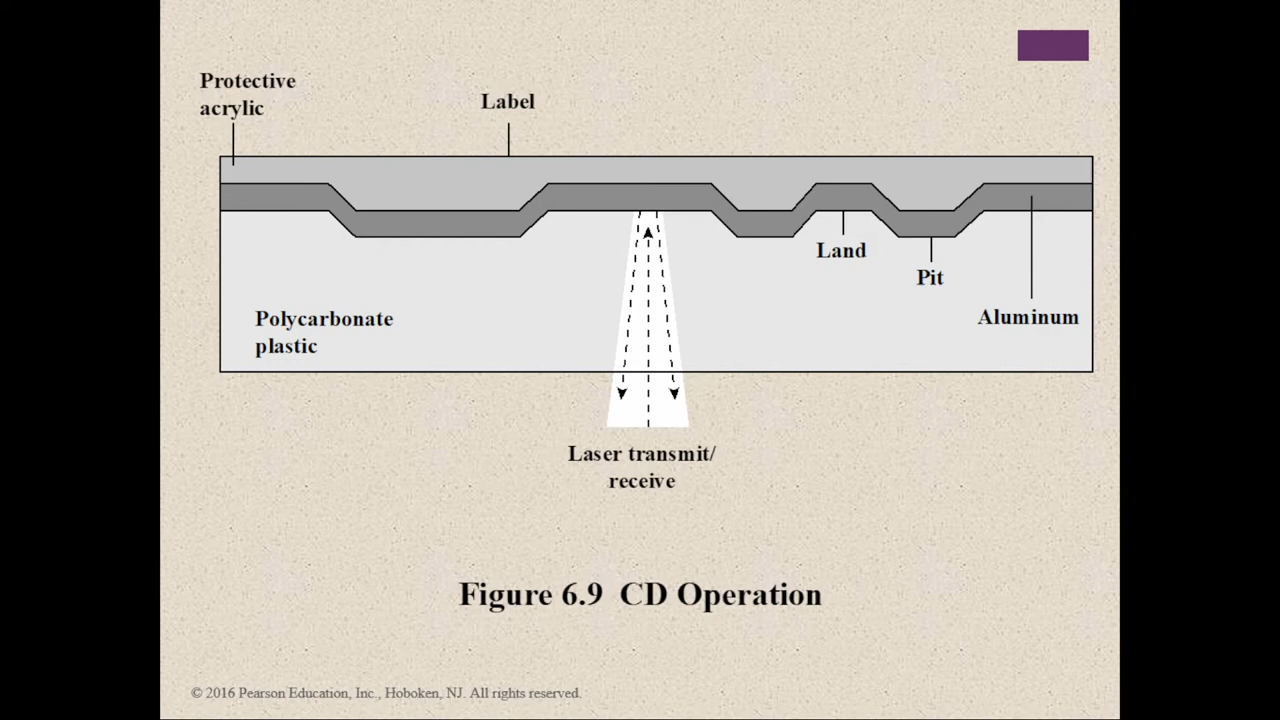 Protective
acrylic
Label
Land
Pit
Aluminum
Polycarbonate
plastic
Laser transmit/
receive
Figure 6.9  CD Operation
© 2016 Pearson Education, Inc., Hoboken, NJ. All rights reserved.